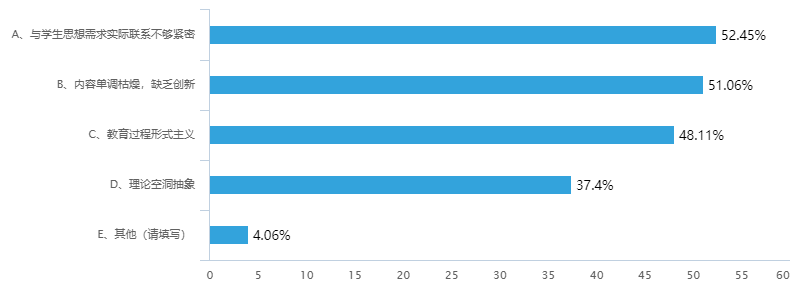 A、与学生思想需求实际联系不够紧密 52.45%
B、内容单调枯燥，缺乏创新 51.06%
C、教育过程形式主义 48.11%
D、理论空洞抽象 37.4%
E、其他（请填写） 4.06%
0 5 10 15 20 25 30 35 40 45 50 55 60